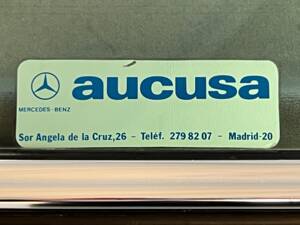 aucusa
MERCEDES-BENZ
Sor Angela de la Cruz, 26 - Teléf. 279 82 07 - Madrid-20